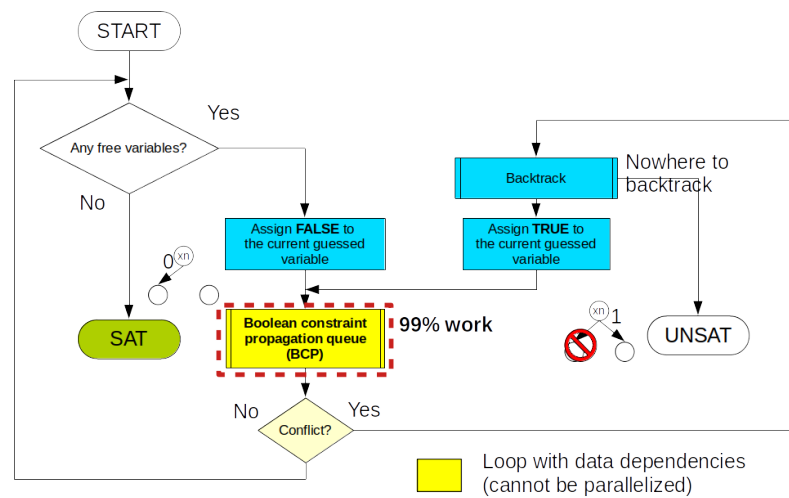 START
Yes
Any free variables?
No
Nowhere to
backtrack
Backtrack
Assign FALSE to
the current guessed
variable
Assign TRUE to
the current guessed
variable
0
xn
SAT
Boolean constraint
propagation queue
(BCP)
99% work
xn
1
UNSAT
No
Yes
Conflict?
Loop with data dependencies
(cannot be parallelized)